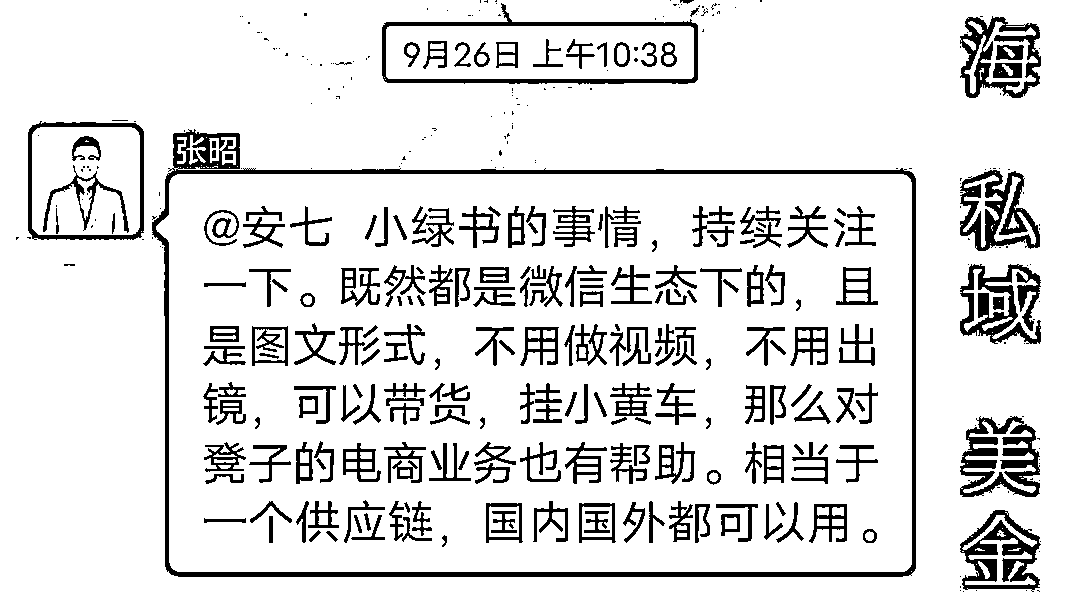 9月26日 上午10:38
张昭
@安七 小绿书的事情，持续关注
一下。既然都是微信生态下的，且
是图文形式，不用做视频，不用出
镜，可以带货，挂小黄车，那么对
凳子的电商业务也有帮助。相当于
一个供应链，国内国外都可以用。
海 私域 美金